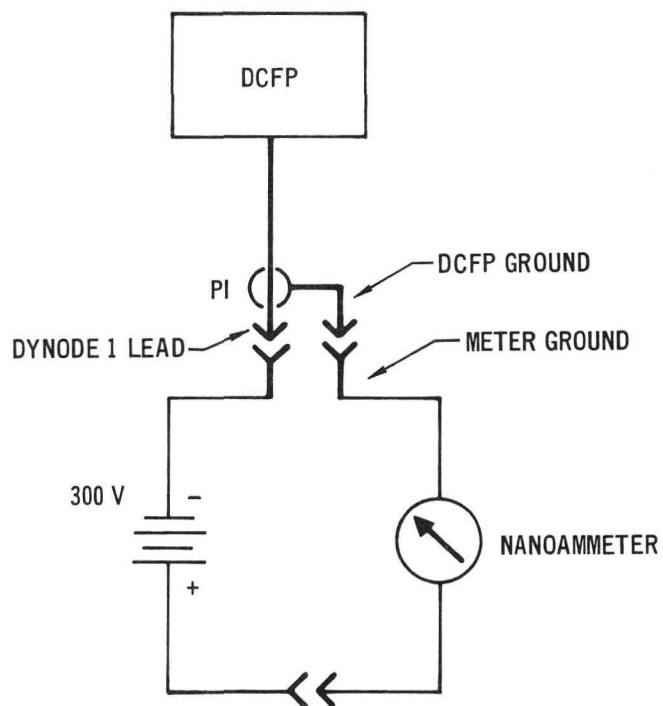 DCFP
DCFP GROUND
PI
DYNODE 1 LEAD
METER GROUND
300 V
-
+
NANOAMMETER